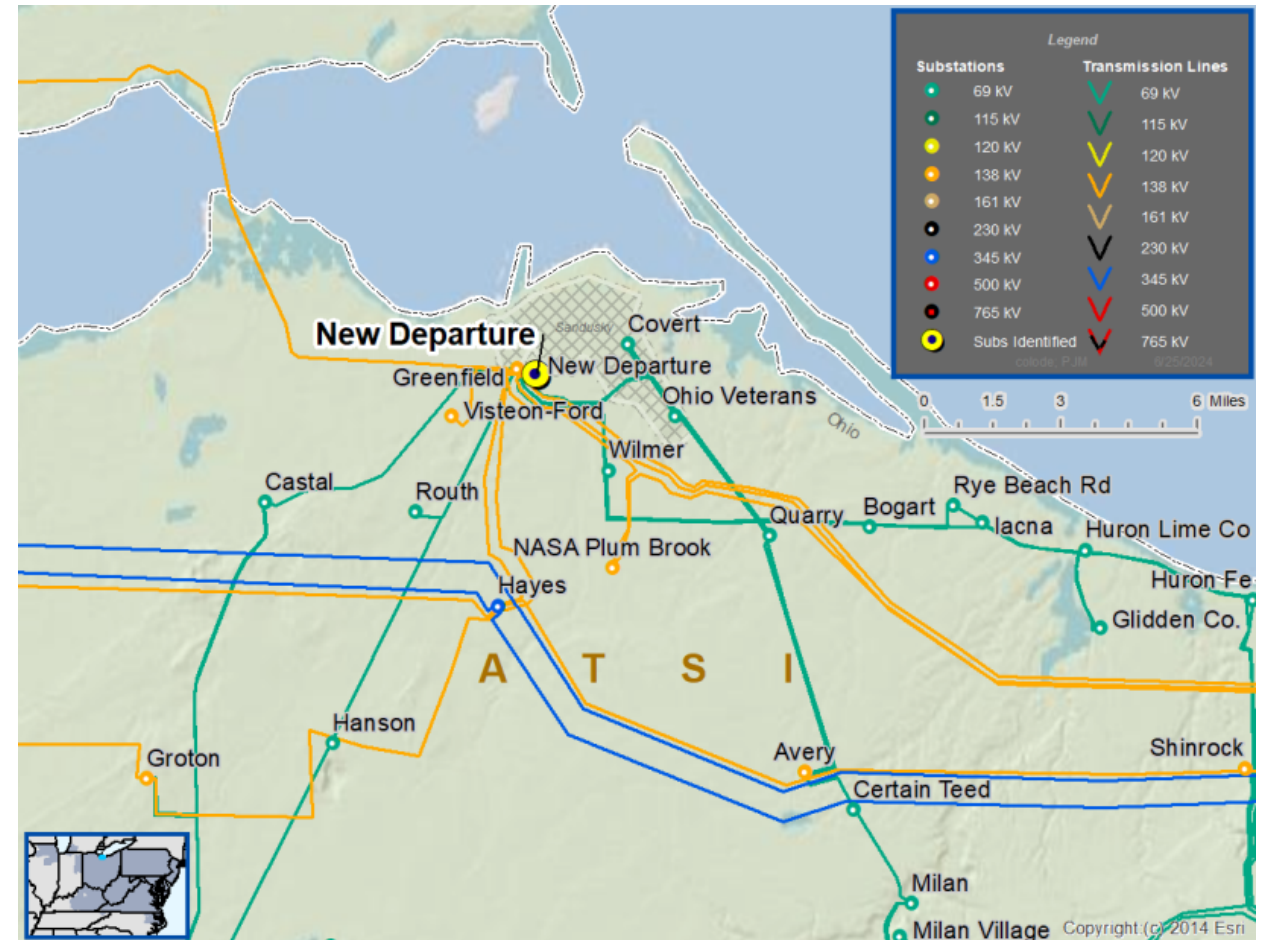 Legend
Substations
Transmission Lines
69 kV
69 kV
115 kV
115 kV
120 kV
120 kV
138 kV
138 kV
161 kV
161 kV
230 kV
230 kV
345 kV
345 kV
500 kV
500 kV
765 kV
765 kV
Subs Identified
colode, PJM
6/25/2024
0 1.5 3 6 Miles
Sandusky
Covert
New Departure
New Departure
Greenfield
Ohio Veterans
Visteon-Ford
Ohio
Wilmer
Castal
Routh
Rye Beach Rd
Bogart
Quarry
Iacna
Huron Lime Co
NASA Plum Brook
Hayes
Huron Fe
Glidden Co.
A T S I
Hanson
Groton
Avery
Shinrock
Certain Teed
Milan
Milan Village
Copyright:(c) 2014 Esri